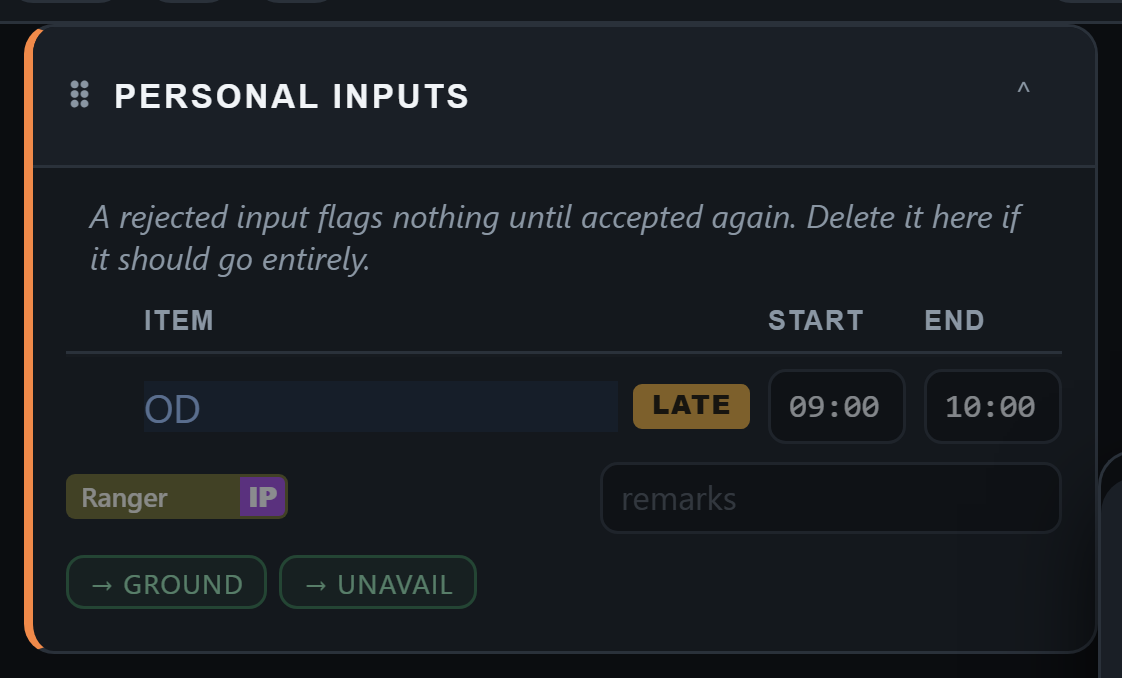 PERSONAL INPUTS ^
A rejected input flags nothing until accepted again. Delete it here if
it should go entirely.
ITEM START END
OD LATE 09:00 10:00
Ranger IP remarks
→ GROUND → UNAVAIL